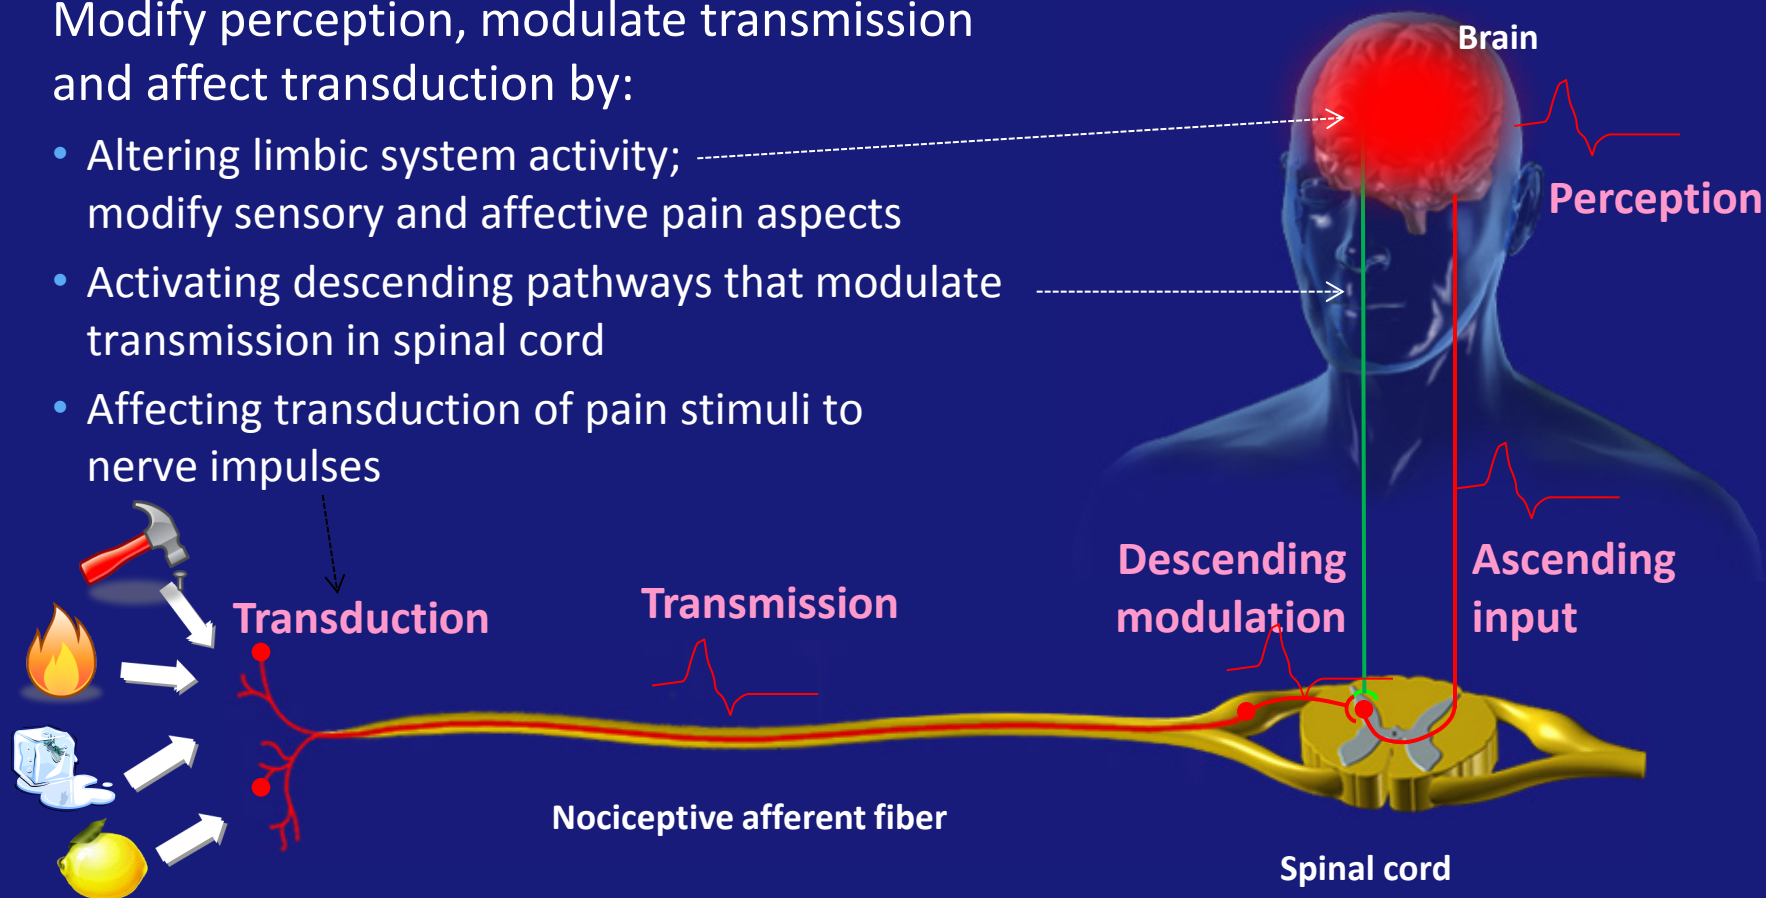 Modify perception, modulate transmission
and affect transduction by:
• Altering limbic system activity;
modify sensory and affective pain aspects
• Activating descending pathways that modulate
transmission in spinal cord
• Affecting transduction of pain stimuli to
nerve impulses
Brain
Perception
Descending
modulation
Ascending
input
Transduction
Transmission
Nociceptive afferent fiber
Spinal cord